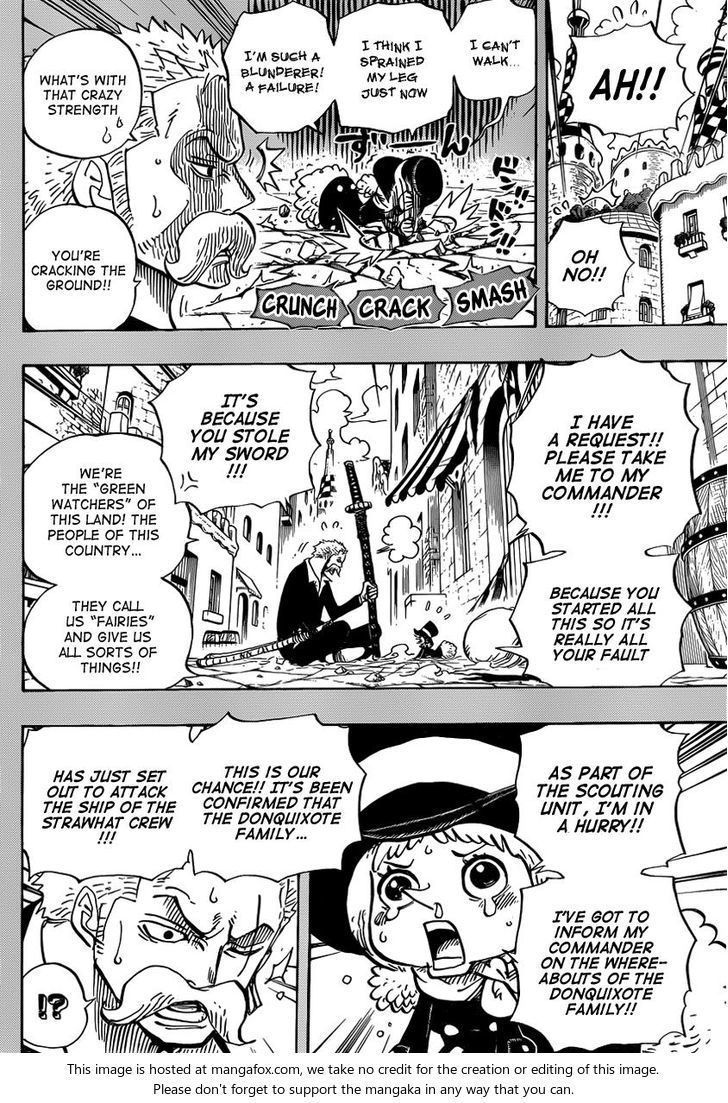 AH!!
OH
NO!!
I CAN'T
WALK...
I THINK I
SPRAINED
MY LEG
JUST NOW
I'M SUCH A
BLUNDERER!
A FAILURE!
ずーん
ドン!ドン!!
CRUNCH
CRACK
SMASH
WHAT'S WITH
THAT CRAZY
STRENGTH
YOU'RE
CRACKING THE
GROUND!!
I HAVE
A REQUEST!!
PLEASE TAKE
ME TO MY
COMMANDER
!!!
BECAUSE YOU
STARTED ALL
THIS SO IT'S
REALLY ALL
YOUR FAULT
IT'S
BECAUSE
YOU STOLE
MY SWORD
!!!
WE'RE
THE "GREEN
WATCHERS" OF
THIS LAND! THE
PEOPLE OF THIS
COUNTRY...
THEY CALL
US "FAIRIES"
AND GIVE US
ALL SORTS OF
THINGS!!
AS PART OF
THE SCOUTING
UNIT, I'M IN
A HURRY!!
I'VE GOT TO
INFORM MY
COMMANDER
ON THE WHERE-
ABOUTS OF THE
DONQUIXOTE
FAMILY!!
THIS IS OUR
CHANCE!! IT'S BEEN
CONFIRMED THAT
THE DONQUIXOTE
FAMILY...
HAS JUST SET
OUT TO ATTACK
THE SHIP OF THE
STRAWHAT CREW
!!!
!?
This image is hosted at mangafox.com, we take no credit for the creation or editing of this image.
Please don't forget to support the mangaka in any way that you can.